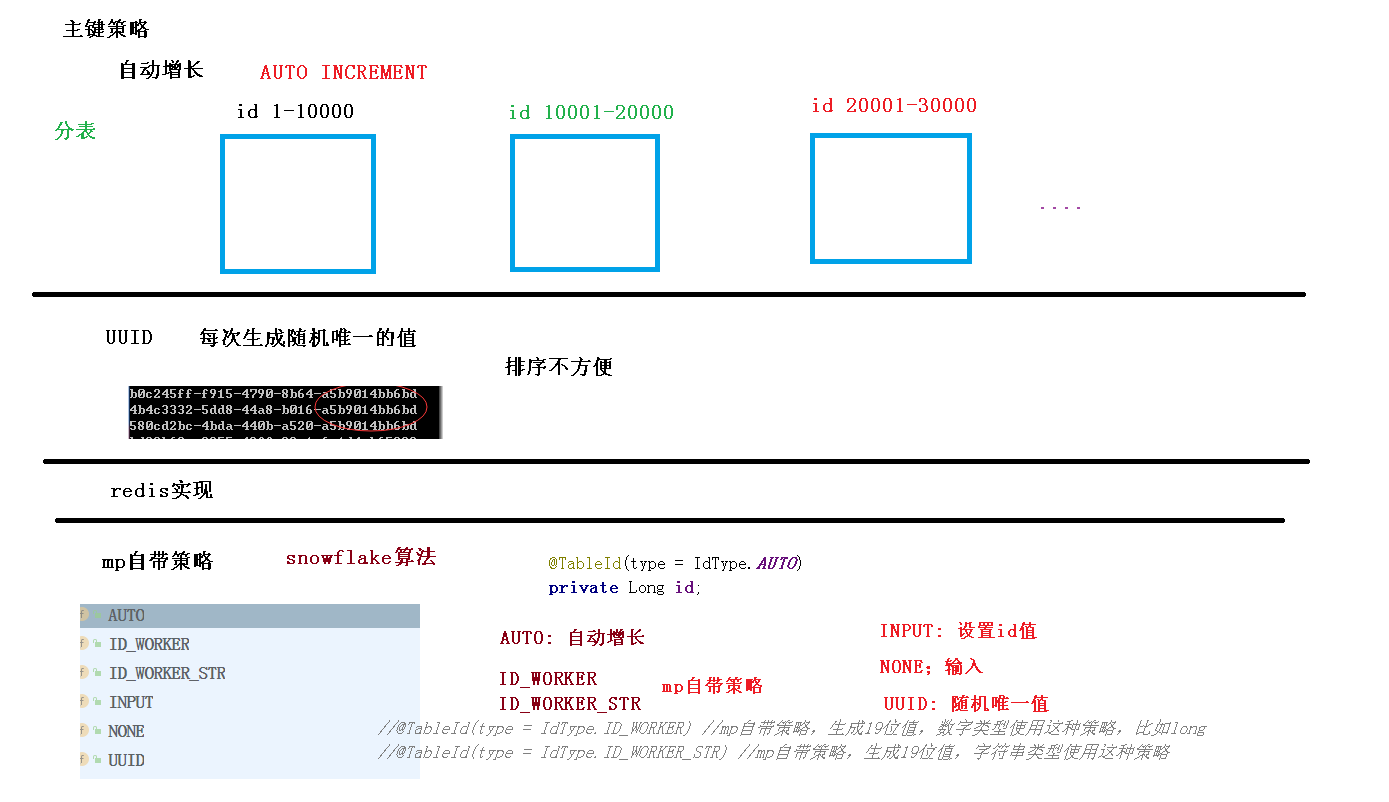 主键策略
自动增长 AUTO INCREMENT
id 1-10000 id 10001-20000 id 20001-30000
分表
....
UUID 每次生成随机唯一的值
排序不方便
b0c245ff-f915-4790-8b64-a5b9014bb6bd
4b4c3332-5dd8-44a8-b016-a5b9014bb6bd
580cd2bc-4bda-440b-a520-a5b9014bb6bd
redis实现
mp自带策略 snowflake算法
@TableId(type = IdType.AUTO)
private Long id;
AUTO
ID_WORKER
ID_WORKER_STR
INPUT
NONE
UUID
AUTO: 自动增长
ID_WORKER
ID_WORKER_STR
mp自带策略
INPUT: 设置id值
NONE; 输入
UUID: 随机唯一值
//@TableId(type = IdType.ID_WORKER) //mp自带策略，生成19位值，数字类型使用这种策略，比如long
//@TableId(type = IdType.ID_WORKER_STR) //mp自带策略，生成19位值，字符串类型使用这种策略